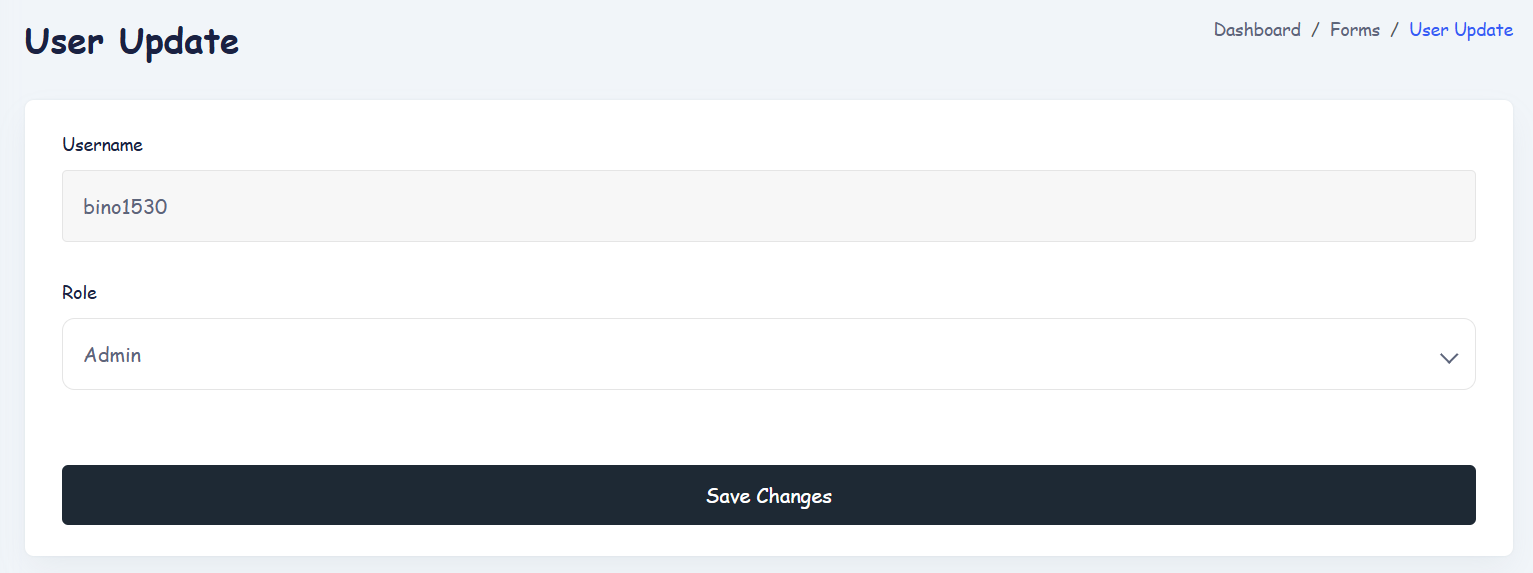 User Update
Dashboard / Forms / User Update
Username
bino1530
Role
Admin
Save Changes